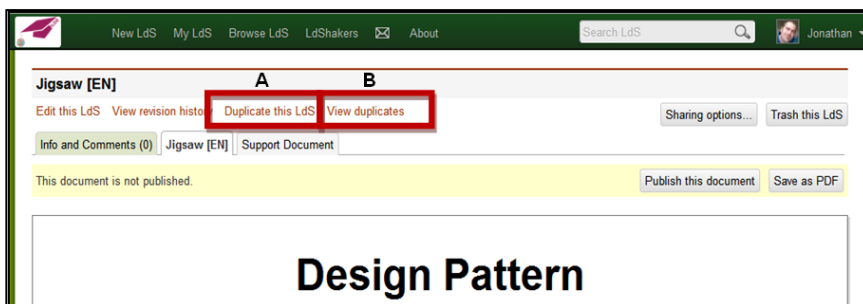 New LdS My LdS Browse LdS LdShakers About Search LdS Jonathan
Jigsaw [EN] A B
Edit this LdS View revision history Duplicate this LdS View duplicates Sharing options... Trash this LdS
Info and Comments (0) Jigsaw [EN] Support Document
This document is not published. Publish this document Save as PDF
Design Pattern